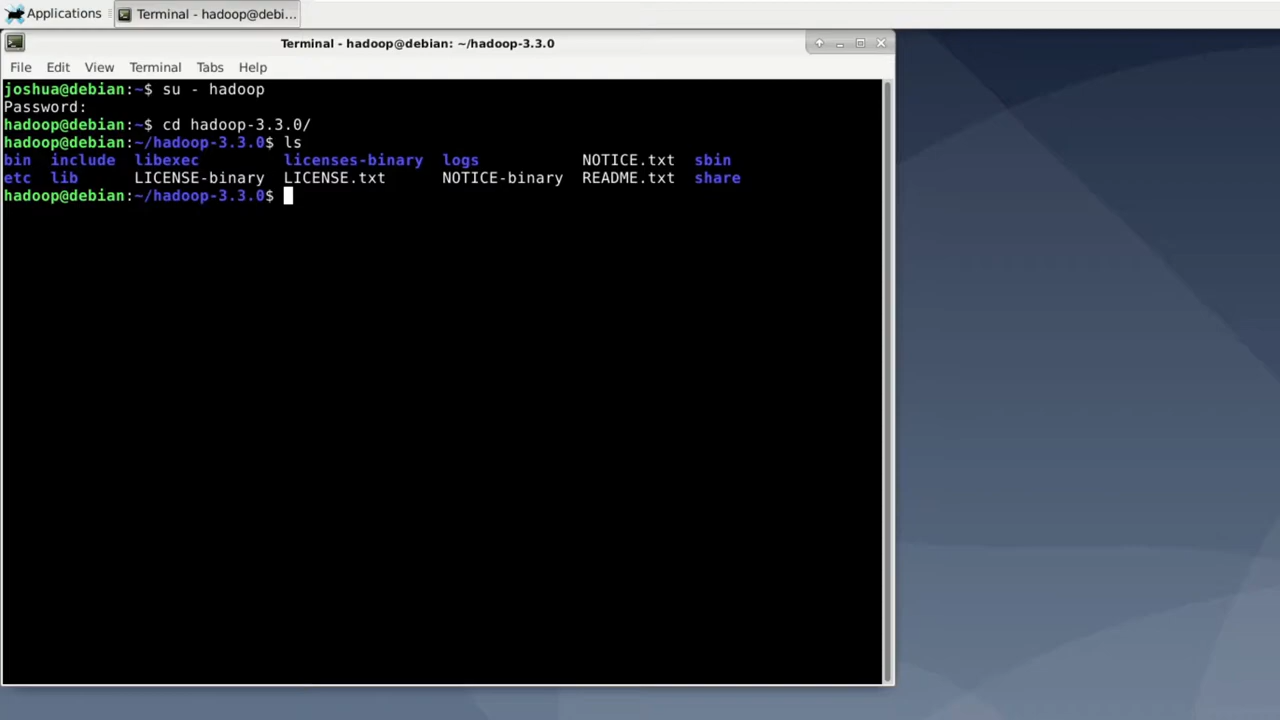 Applications
Terminal - hadoop@debi...
Terminal - hadoop@debian: ~/hadoop-3.3.0
File Edit View Terminal Tabs Help
joshua@debian:~$ su - hadoop
Password:
hadoop@debian:~$ cd hadoop-3.3.0/
hadoop@debian:~/hadoop-3.3.0$ ls
bin include libexec licenses-binary logs NOTICE.txt sbin
etc lib LICENSE-binary LICENSE.txt NOTICE-binary README.txt share
hadoop@debian:~/hadoop-3.3.0$